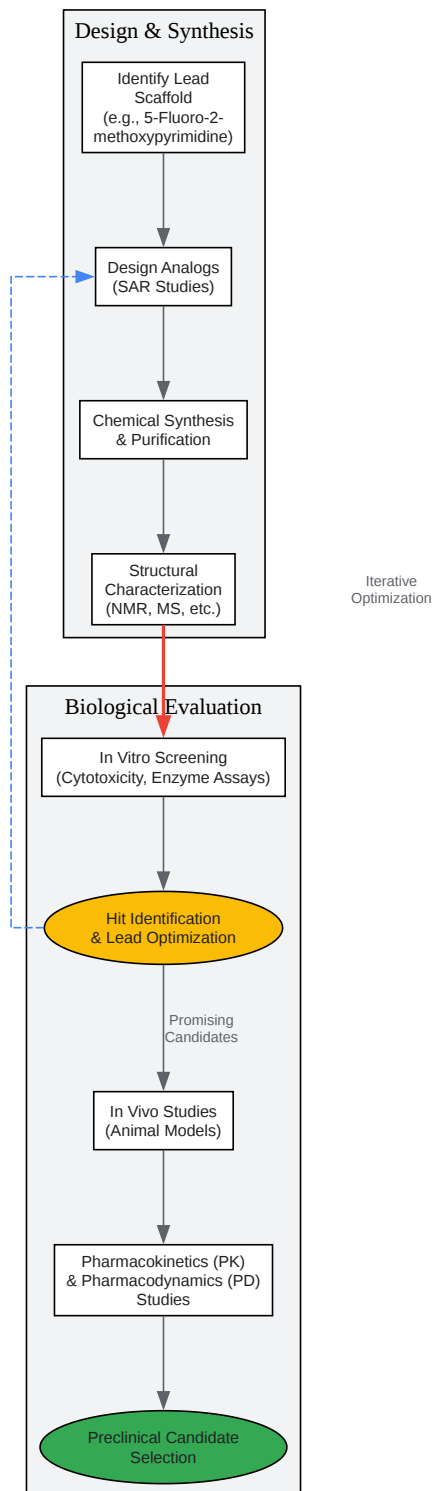 Design & Synthesis
Identify Lead
Scaffold
(e.g., 5-Fluoro-2-
methoxypyrimidine)
Design Analogs
(SAR Studies)
Chemical Synthesis
& Purification
Structural
Characterization
(NMR, MS, etc.)
Iterative
Optimization
Biological Evaluation
In Vitro Screening
(Cytotoxicity, Enzyme Assays)
Hit Identification
& Lead Optimization
Promising
Candidates
In Vivo Studies
(Animal Models)
Pharmacokinetics (PK)
& Pharmacodynamics (PD)
Studies
Preclinical Candidate
Selection